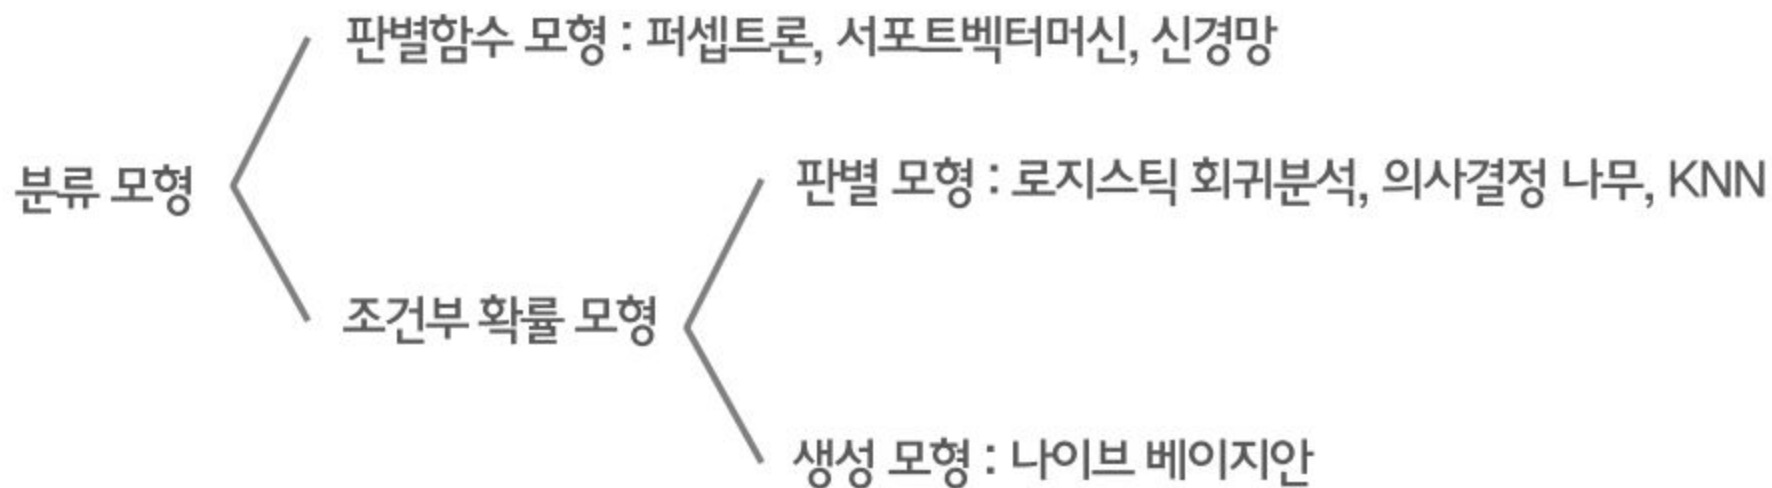 판별함수 모형 : 퍼셉트론, 서포트벡터머신, 신경망
분류 모형
판별 모형 : 로지스틱 회귀분석, 의사결정 나무, KNN
조건부 확률 모형
생성 모형 : 나이브 베이지안